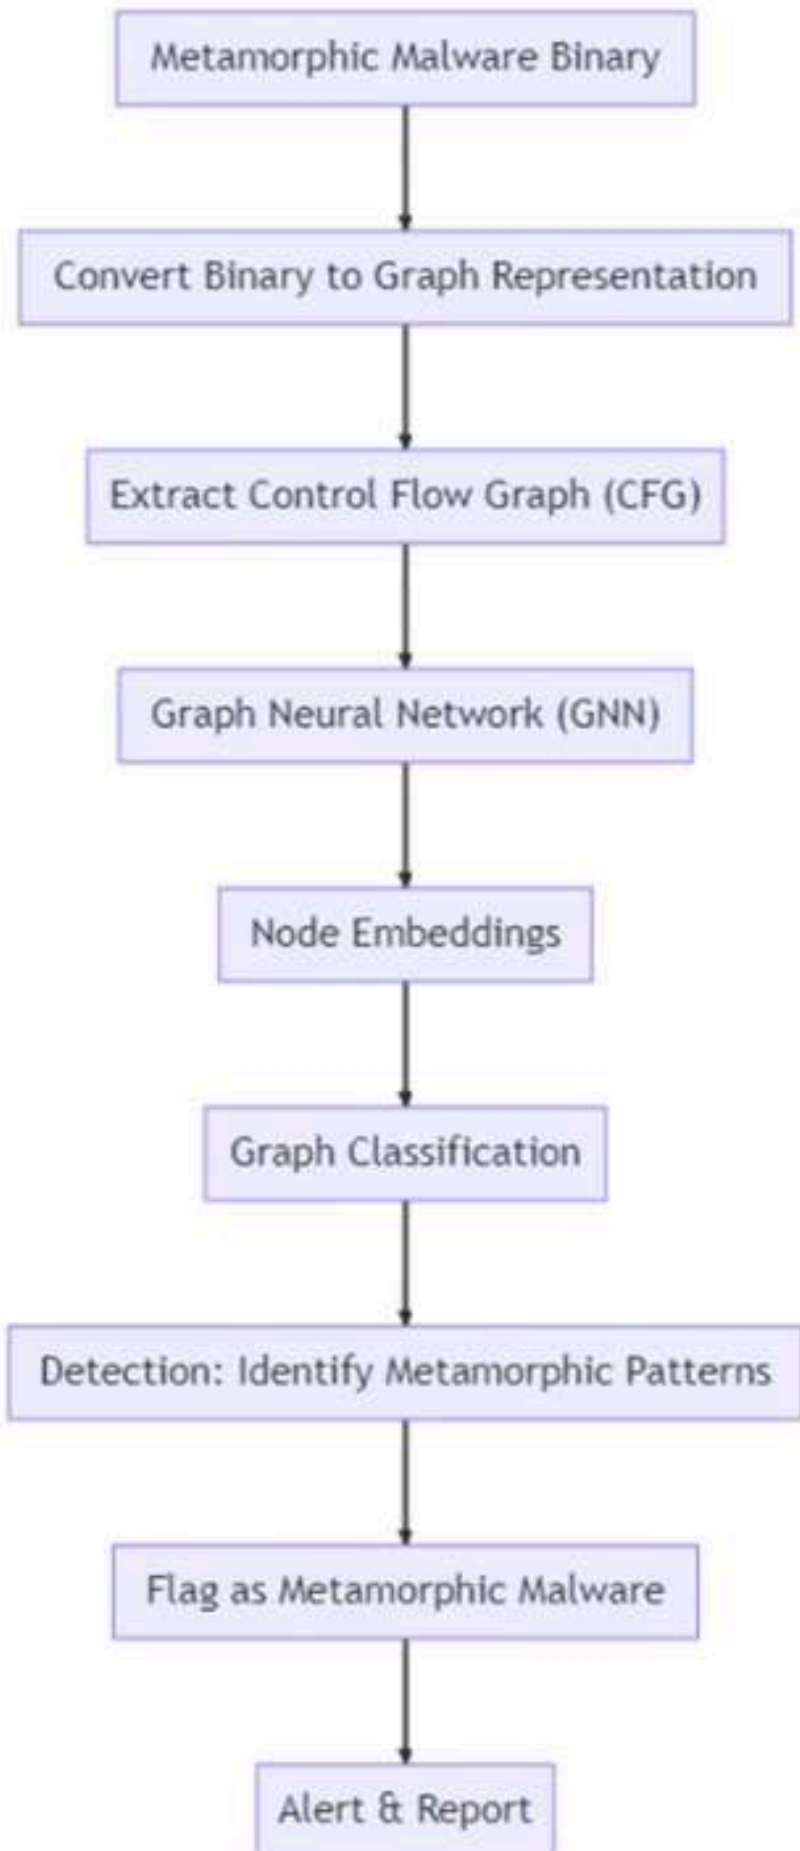 Metamorphic Malware Binary
Convert Binary to Graph Representation
Extract Control Flow Graph (CFG)
Graph Neural Network (GNN)
Node Embeddings
Graph Classification
Detection: Identify Metamorphic Patterns
Flag as Metamorphic Malware
Alert & Report